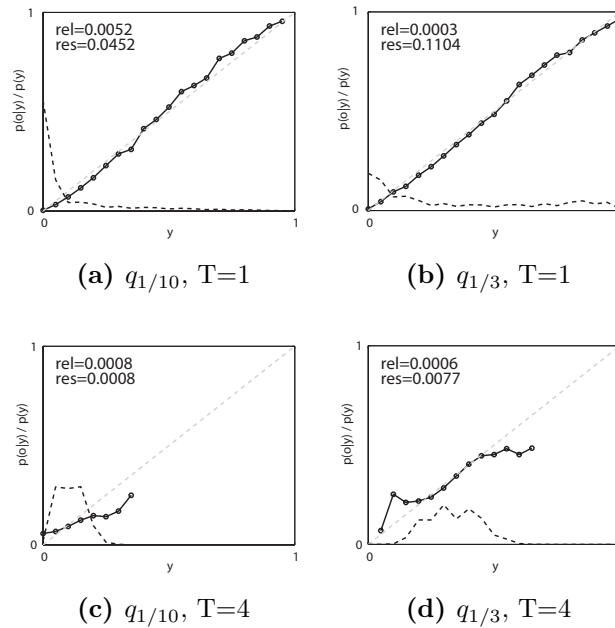 1
rel=0.0052
res=0.0452
p(o|y) / p(y)
0
0
y
1
(a) q1/10, T=1
1
rel=0.0003
res=0.1104
p(o|y) / p(y)
0
0
y
(b) q1/3, T=1
1
rel=0.0008
res=0.0008
p(o|y) / p(y)
0
0
y
1
(c) q1/10, T=4
1
rel=0.0006
res=0.0077
p(o|y) / p(y)
0
0
y
(d) q1/3, T=4